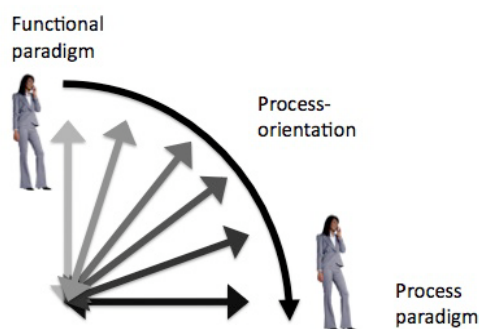 Functional
paradigm
Process-
orientation
Process
paradigm